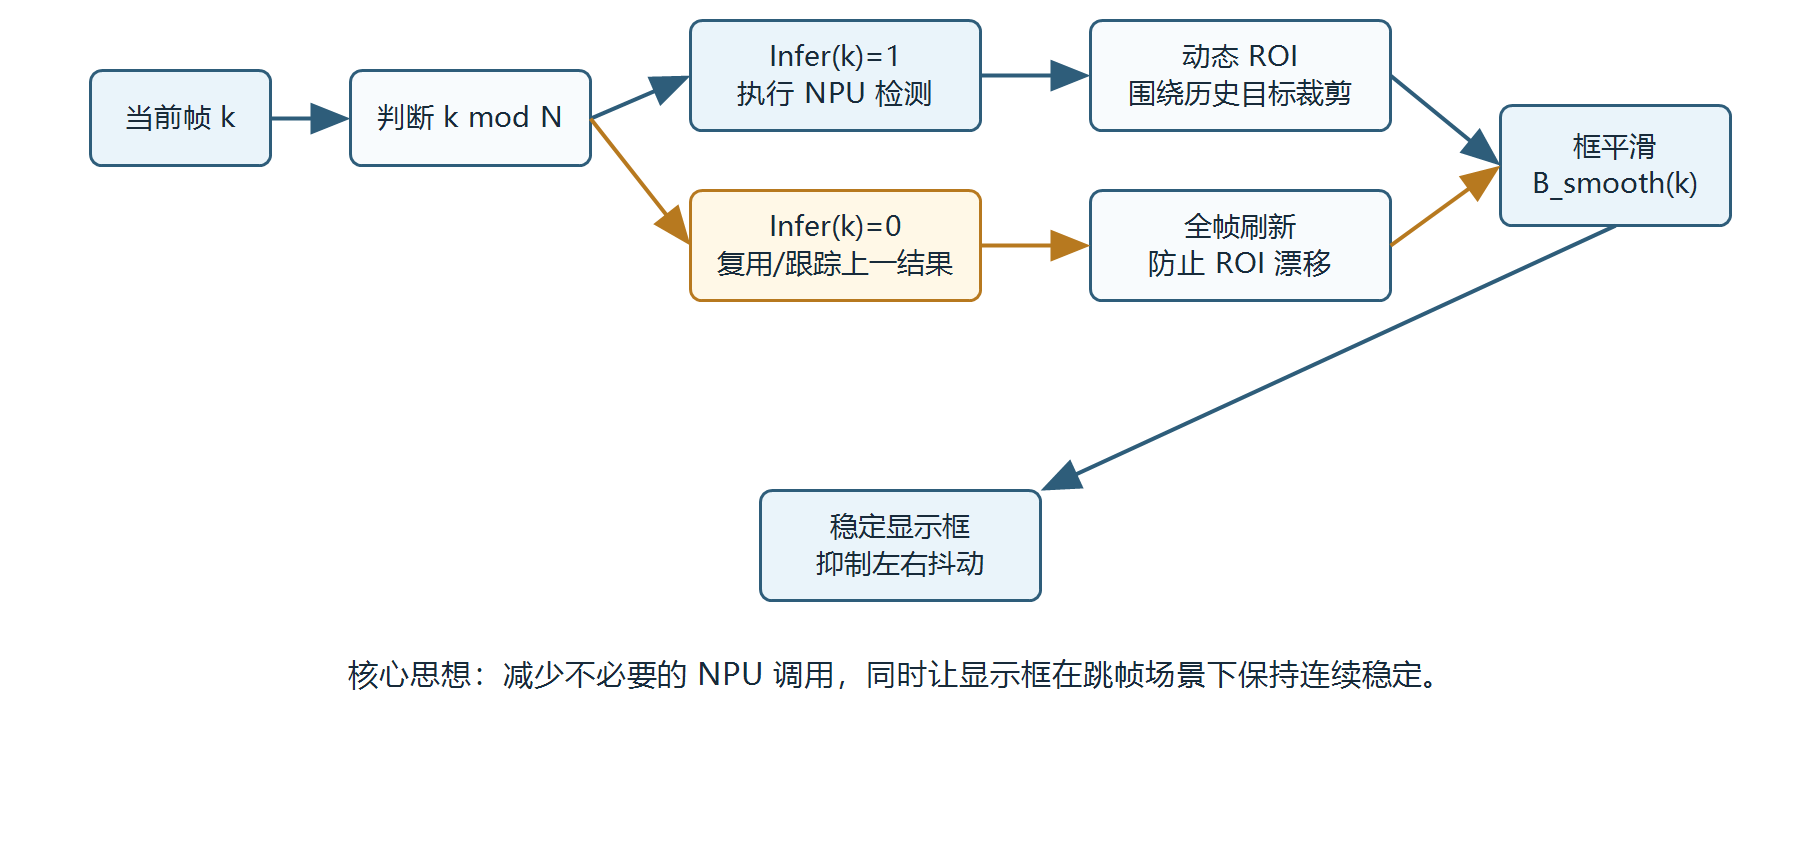 当前帧 k
判断 k mod N
Infer(k)=1
执行 NPU 检测
动态 ROI
围绕历史目标裁剪
Infer(k)=0
复用/跟踪上一结果
全帧刷新
防止 ROI 漂移
框平滑
B_smooth(k)
稳定显示框
抑制左右抖动
核心思想：减少不必要的 NPU 调用，同时让显示框在跳帧场景下保持连续稳定。